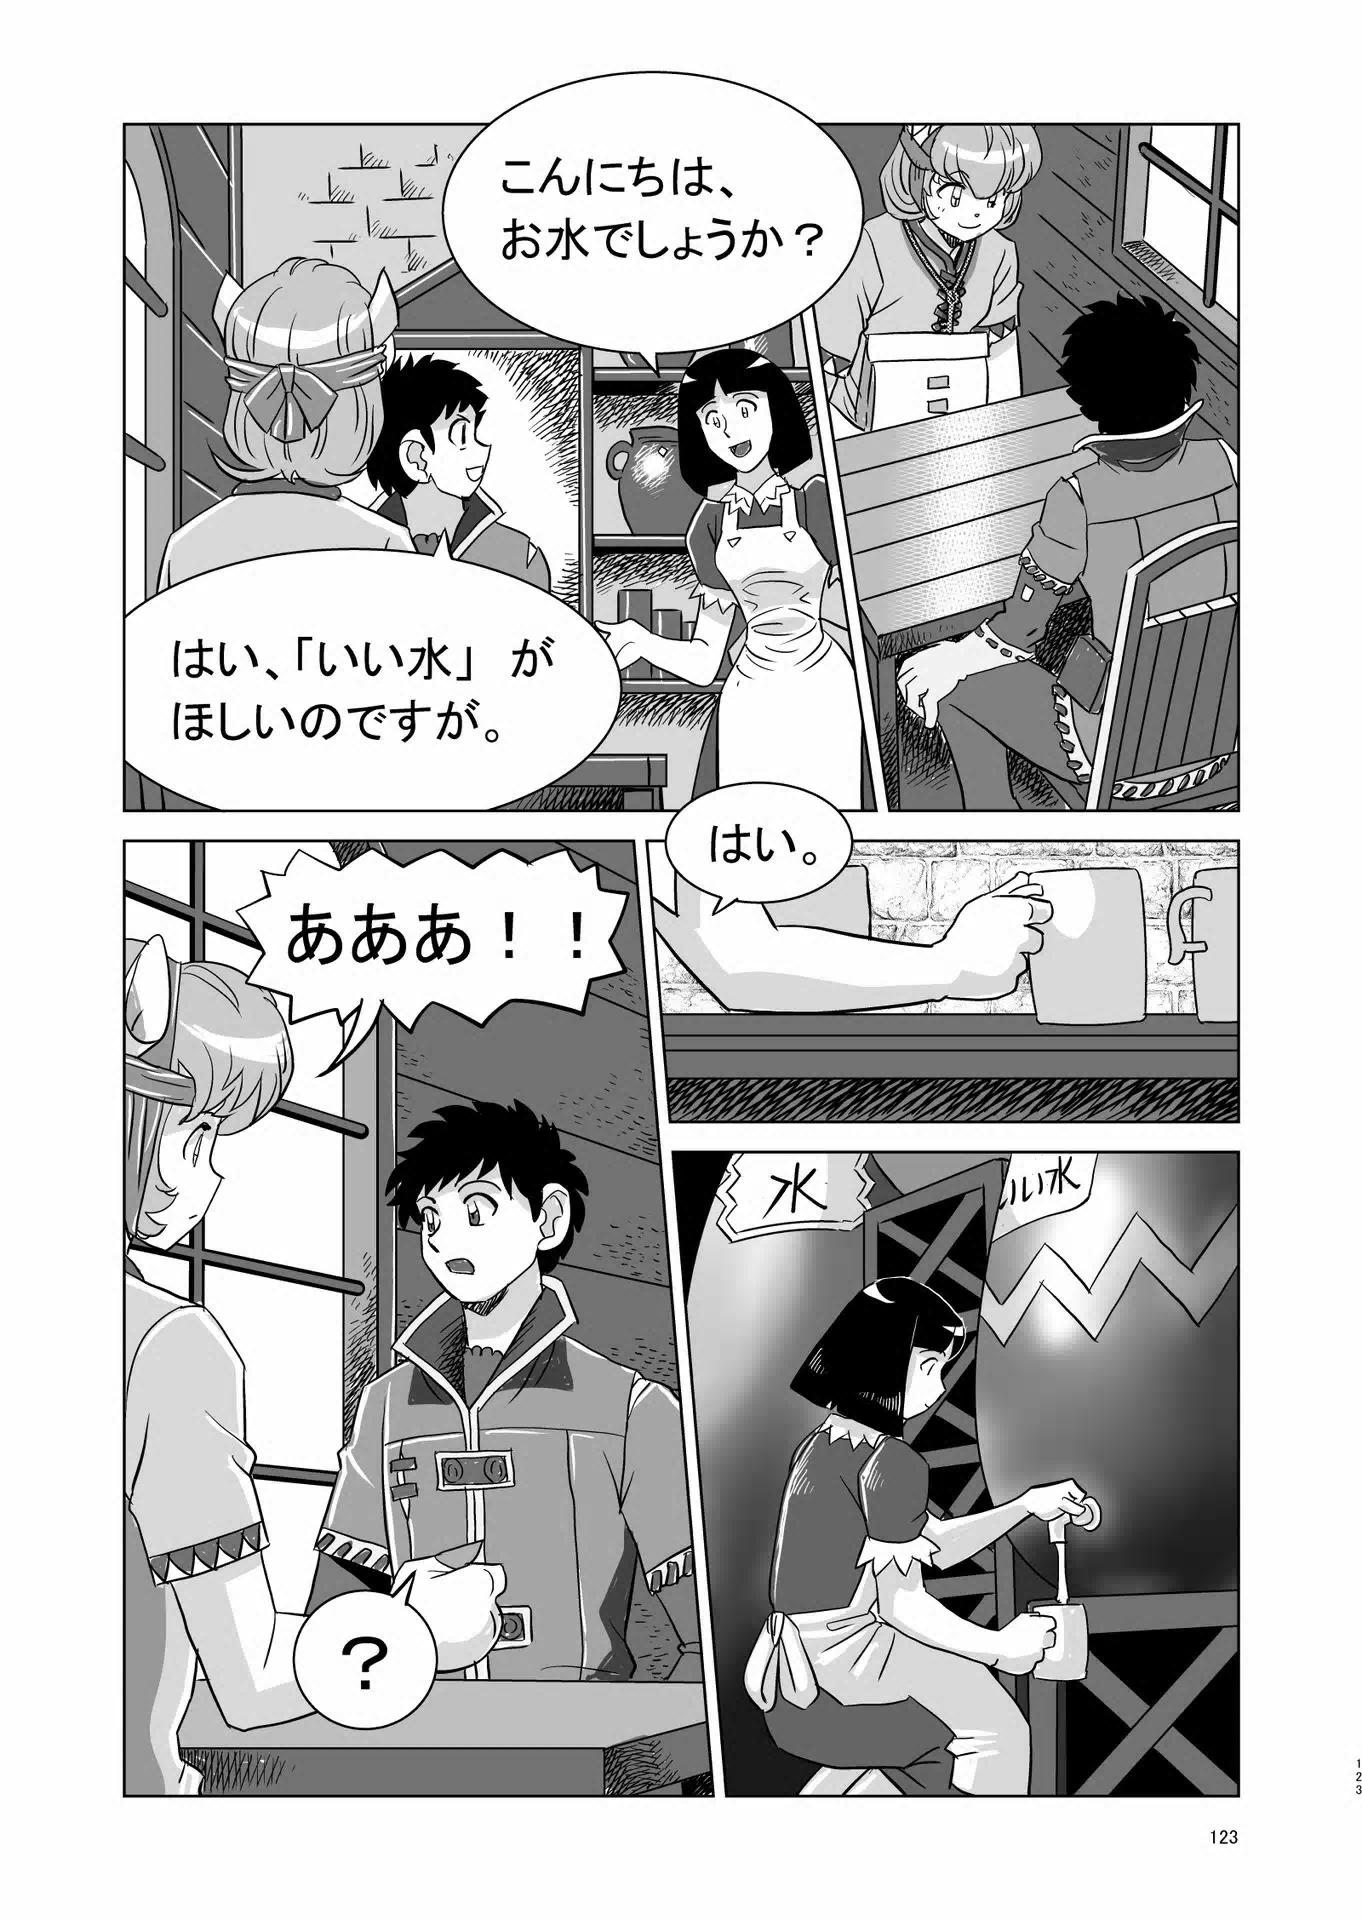 こんにちは、
お水でしょうか？
はい、「いい水」が
ほしいのですが。
はい。
水
いい水
あああ！！
？
123
123